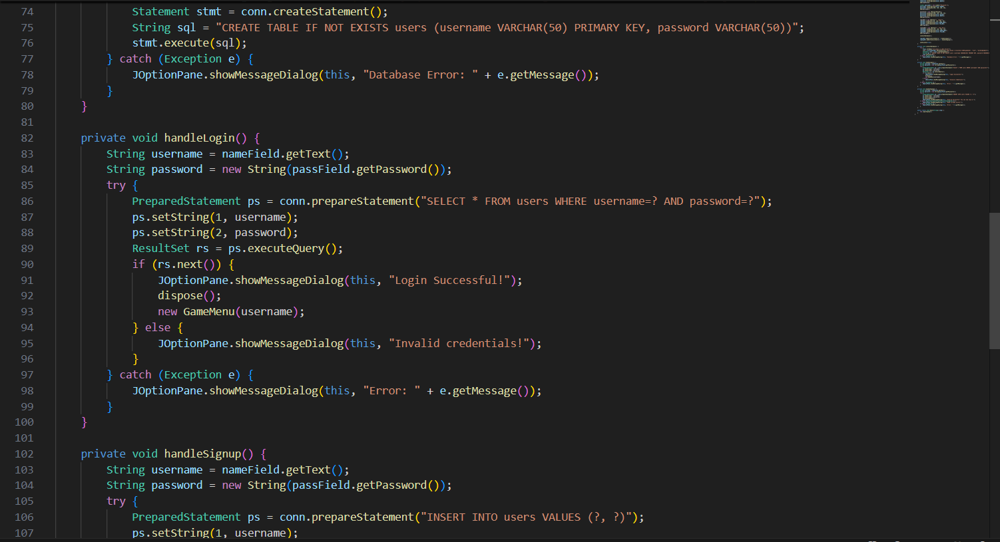 74 Statement stmt = conn.createStatement();
75 String sql = "CREATE TABLE IF NOT EXISTS users (username VARCHAR(50) PRIMARY KEY, password VARCHAR(50))";
76 stmt.execute(sql);
77 } catch (Exception e) {
78 JOptionPane.showMessageDialog(this, "Database Error: " + e.getMessage());
79 }
80 }
81
82 private void handleLogin() {
83 String username = nameField.getText();
84 String password = new String(passField.getPassword());
85 try {
86 PreparedStatement ps = conn.prepareStatement("SELECT * FROM users WHERE username=? AND password=?");
87 ps.setString(1, username);
88 ps.setString(2, password);
89 ResultSet rs = ps.executeQuery();
90 if (rs.next()) {
91 JOptionPane.showMessageDialog(this, "Login Successful!");
92 dispose();
93 new GameMenu(username);
94 } else {
95 JOptionPane.showMessageDialog(this, "Invalid credentials!");
96 }
97 } catch (Exception e) {
98 JOptionPane.showMessageDialog(this, "Error: " + e.getMessage());
99 }
100 }
101
102 private void handleSignup() {
103 String username = nameField.getText();
104 String password = new String(passField.getPassword());
105 try {
106 PreparedStatement ps = conn.prepareStatement("INSERT INTO users VALUES (?, ?)");
107 ps.setString(1, username);